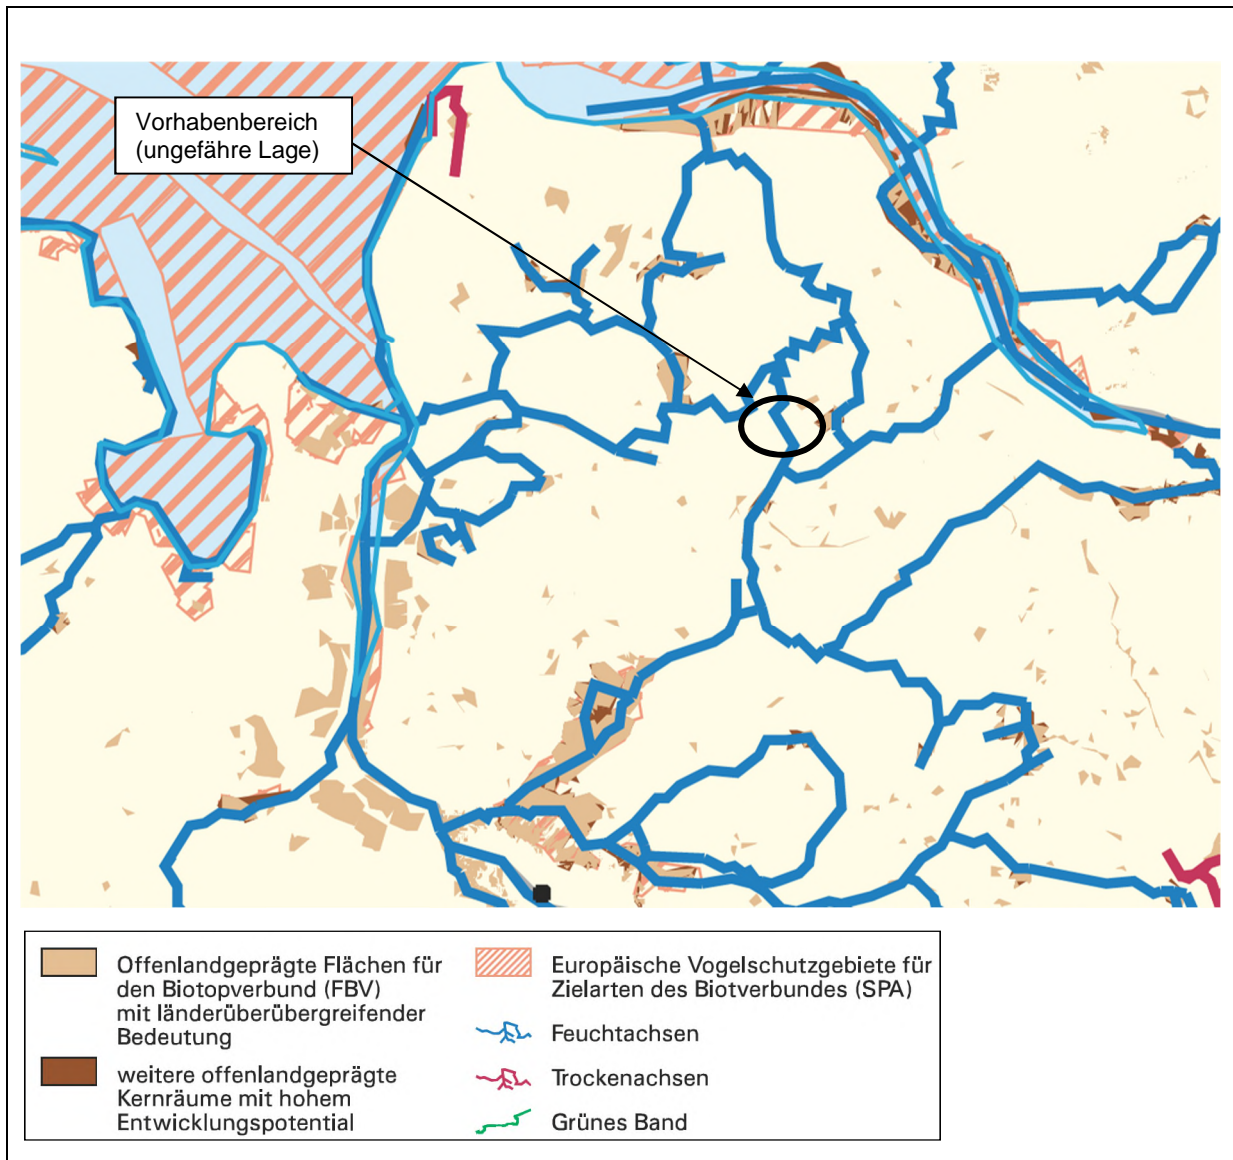 Vorhabenbereich
(ungefähre Lage)
Offenlandgeprägte Flächen für
den Biotopverbund (FBV)
mit länderüberübergreifender
Bedeutung
weitere offenlandgeprägte
Kernräume mit hohem
Entwicklungspotential
Europäische Vogelschutzgebiete für
Zielarten des Biotverbundes (SPA)
Feuchtachsen
Trockenachsen
Grünes Band